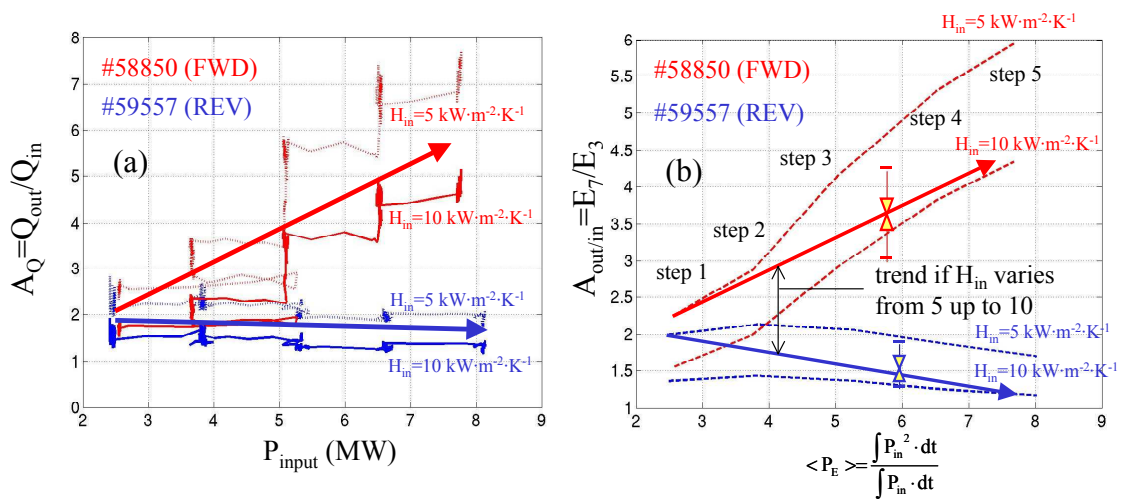 #58850 (FWD)
#59557 (REV)
(a)
H_in=5 kW·m⁻²·K⁻¹
H_in=10 kW·m⁻²·K⁻¹
H_in=5 kW·m⁻²·K⁻¹
H_in=10 kW·m⁻²·K⁻¹
A_Q=Q_out/Q_in
8
7
6
5
4
3
2
1
0
2 3 4 5 6 7 8 9
P_input (MW)
H_in=5 kW·m⁻²·K⁻¹
#58850 (FWD)
#59557 (REV)
(b)
step 5
step 4
step 3
step 2
step 1
H_in=10 kW·m⁻²·K⁻¹
trend if H_in varies
from 5 up to 10
H_in=5 kW·m⁻²·K⁻¹
H_in=10 kW·m⁻²·K⁻¹
A_out/in=E_7/E_3
6
5.5
5
4.5
4
3.5
3
2.5
2
1.5
1
2 3 4 5 6 7 8 9
<P_E>=∫P_in²·dt / ∫P_in·dt